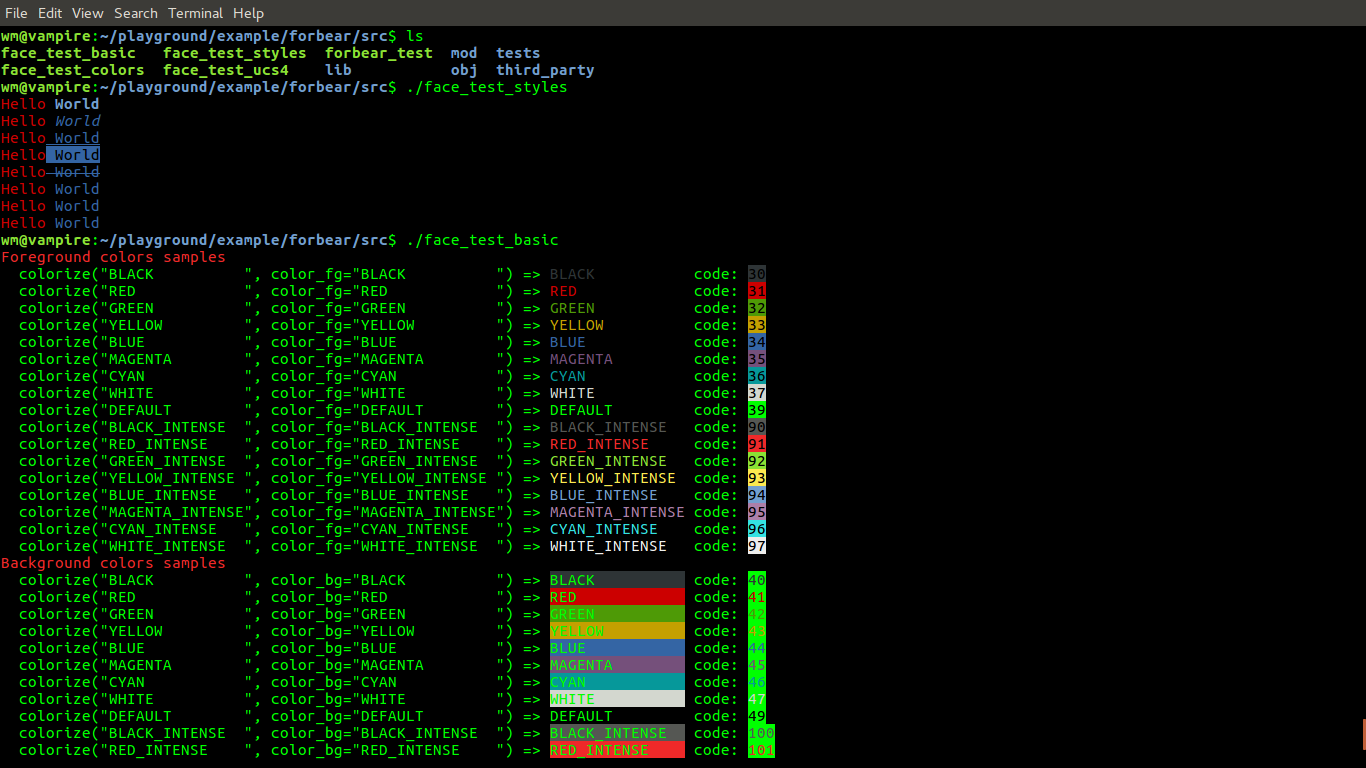 File Edit View Search Terminal Help
wm@vampire:~/playground/example/forbear/src$ ls
face_test_basic   face_test_styles  forbear_test  mod  tests
face_test_colors  face_test_ucs4    lib           obj  third_party
wm@vampire:~/playground/example/forbear/src$ ./face_test_styles
Hello World
Hello World
Hello World
Hello World
Hello World
Hello World
Hello World
Hello World
wm@vampire:~/playground/example/forbear/src$ ./face_test_basic
Foreground colors samples
  colorize("BLACK          ", color_fg="BLACK          ") => BLACK           code: 30
  colorize("RED            ", color_fg="RED            ") => RED             code: 31
  colorize("GREEN          ", color_fg="GREEN          ") => GREEN           code: 32
  colorize("YELLOW         ", color_fg="YELLOW         ") => YELLOW          code: 33
  colorize("BLUE           ", color_fg="BLUE           ") => BLUE            code: 34
  colorize("MAGENTA        ", color_fg="MAGENTA        ") => MAGENTA         code: 35
  colorize("CYAN           ", color_fg="CYAN           ") => CYAN            code: 36
  colorize("WHITE          ", color_fg="WHITE          ") => WHITE           code: 37
  colorize("DEFAULT        ", color_fg="DEFAULT        ") => DEFAULT         code: 39
  colorize("BLACK_INTENSE  ", color_fg="BLACK_INTENSE  ") => BLACK_INTENSE   code: 90
  colorize("RED_INTENSE    ", color_fg="RED_INTENSE    ") => RED_INTENSE     code: 91
  colorize("GREEN_INTENSE  ", color_fg="GREEN_INTENSE  ") => GREEN_INTENSE   code: 92
  colorize("YELLOW_INTENSE ", color_fg="YELLOW_INTENSE ") => YELLOW_INTENSE  code: 93
  colorize("BLUE_INTENSE   ", color_fg="BLUE_INTENSE   ") => BLUE_INTENSE    code: 94
  colorize("MAGENTA_INTENSE", color_fg="MAGENTA_INTENSE") => MAGENTA_INTENSE code: 95
  colorize("CYAN_INTENSE   ", color_fg="CYAN_INTENSE   ") => CYAN_INTENSE    code: 96
  colorize("WHITE_INTENSE  ", color_fg="WHITE_INTENSE  ") => WHITE_INTENSE   code: 97
Background colors samples
  colorize("BLACK          ", color_bg="BLACK          ") => BLACK           code: 40
  colorize("RED            ", color_bg="RED            ") => RED             code: 41
  colorize("GREEN          ", color_bg="GREEN          ") => GREEN           code: 42
  colorize("YELLOW         ", color_bg="YELLOW         ") => YELLOW          code: 43
  colorize("BLUE           ", color_bg="BLUE           ") => BLUE            code: 44
  colorize("MAGENTA        ", color_bg="MAGENTA        ") => MAGENTA         code: 45
  colorize("CYAN           ", color_bg="CYAN           ") => CYAN            code: 46
  colorize("WHITE          ", color_bg="WHITE          ") => WHITE           code: 47
  colorize("DEFAULT        ", color_bg="DEFAULT        ") => DEFAULT         code: 49
  colorize("BLACK_INTENSE  ", color_bg="BLACK_INTENSE  ") => BLACK_INTENSE   code: 100
  colorize("RED_INTENSE    ", color_bg="RED_INTENSE    ") => RED_INTENSE     code: 101